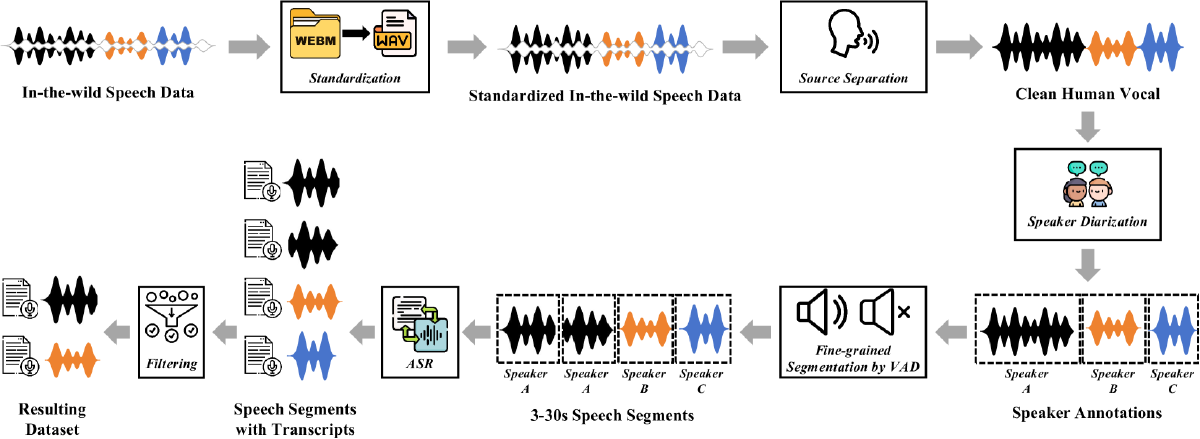 WEBM
WAV
Standardization
Source Separation
In-the-wild Speech Data
Standardized In-the-wild Speech Data
Clean Human Vocal
Speaker Diarization
Filtering
ASR
Fine-grained
Segmentation by VAD
Speaker
A
Speaker
A
Speaker
B
Speaker
C
Speaker
A
Speaker
B
Speaker
C
Resulting
Dataset
Speech Segments
with Transcripts
3-30s Speech Segments
Speaker Annotations